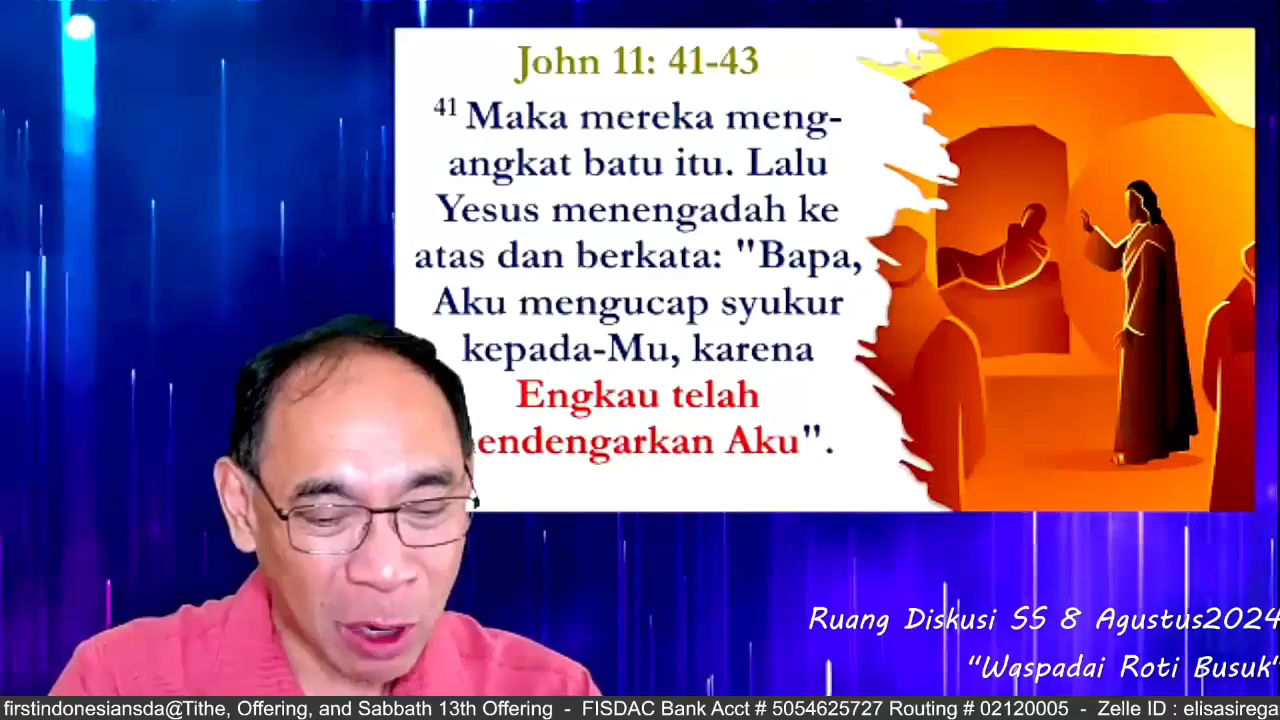 John 11: 41-43
41 Maka mereka meng-
angkat batu itu. Lalu
Yesus menengadah ke
atas dan berkata: "Bapa,
Aku mengucap syukur
kepada-Mu, karena
Engkau telah
endengarkan Aku".
Ruang Diskusi SS 8 Agustus2024
"Waspadai Roti Busuk"
firstindonesiansda@Tithe, Offering, and Sabbath 13th Offering - FISDAC Bank Acct # 5054625727 Routing # 02120005 - Zelle ID : elisasirega